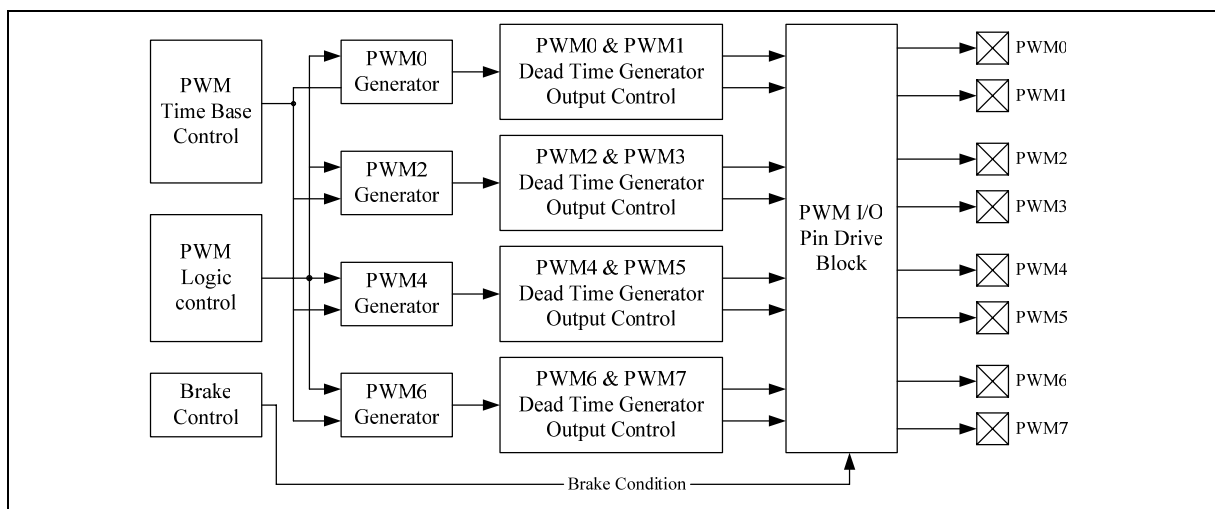 PWM
Time Base
Control
PWM
Logic
control
Brake
Control
PWM0
Generator
PWM2
Generator
PWM4
Generator
PWM6
Generator
PWM0 & PWM1
Dead Time Generator
Output Control
PWM2 & PWM3
Dead Time Generator
Output Control
PWM4 & PWM5
Dead Time Generator
Output Control
PWM6 & PWM7
Dead Time Generator
Output Control
PWM I/O
Pin Drive
Block
PWM0
PWM1
PWM2
PWM3
PWM4
PWM5
PWM6
PWM7
Brake Condition